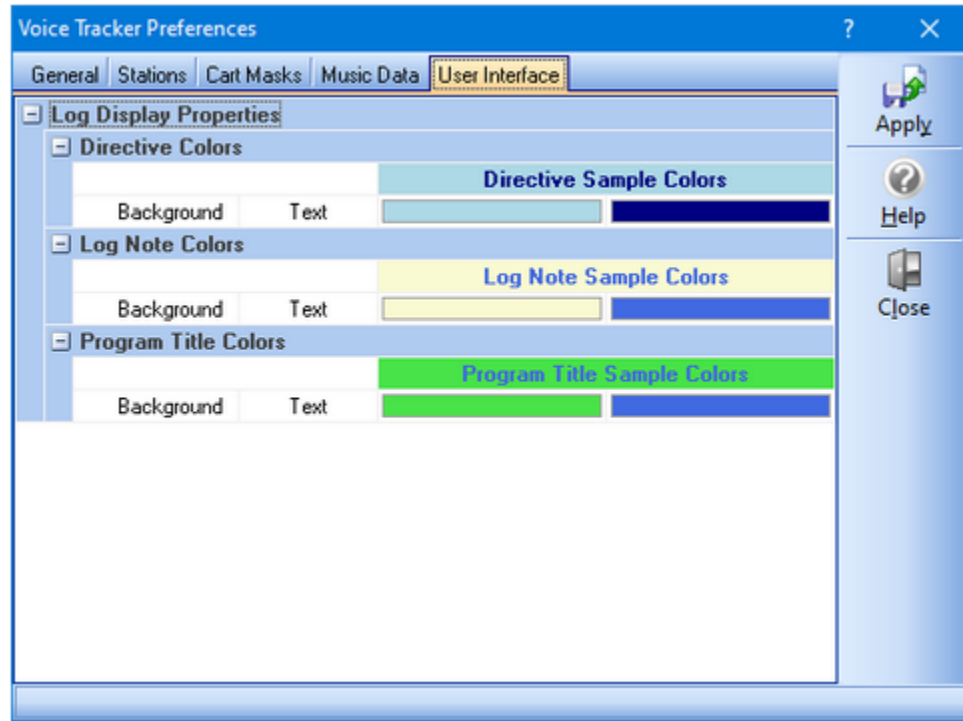 Voice Tracker Preferences ?
General Stations Cart Masks Music Data User Interface
Apply
Help
Close
Log Display Properties
Directive Colors
Directive Sample Colors
Background Text
Log Note Colors
Log Note Sample Colors
Background Text
Program Title Colors
Program Title Sample Colors
Background Text